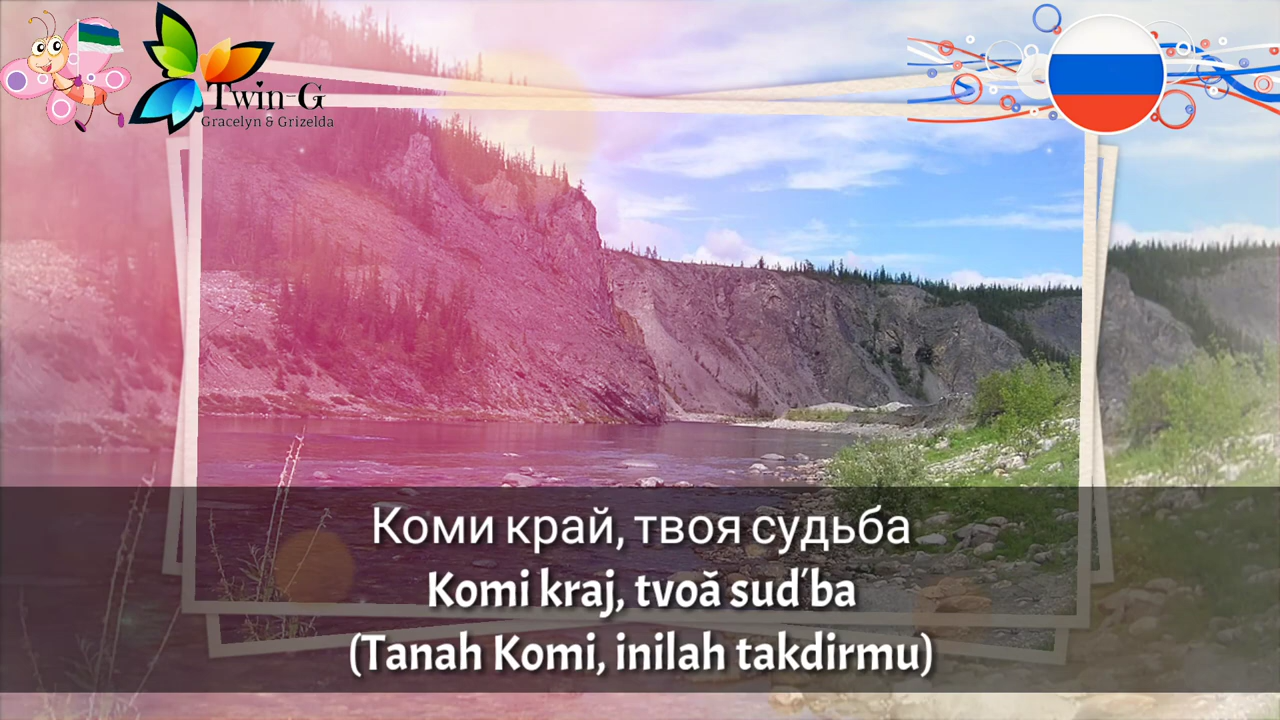 Twin-G
Gracelyn & Grizelda
Коми край, твоя судьба
Komi kraj, tvoă sud´ba
(Tanah Komi, inilah takdirmu)